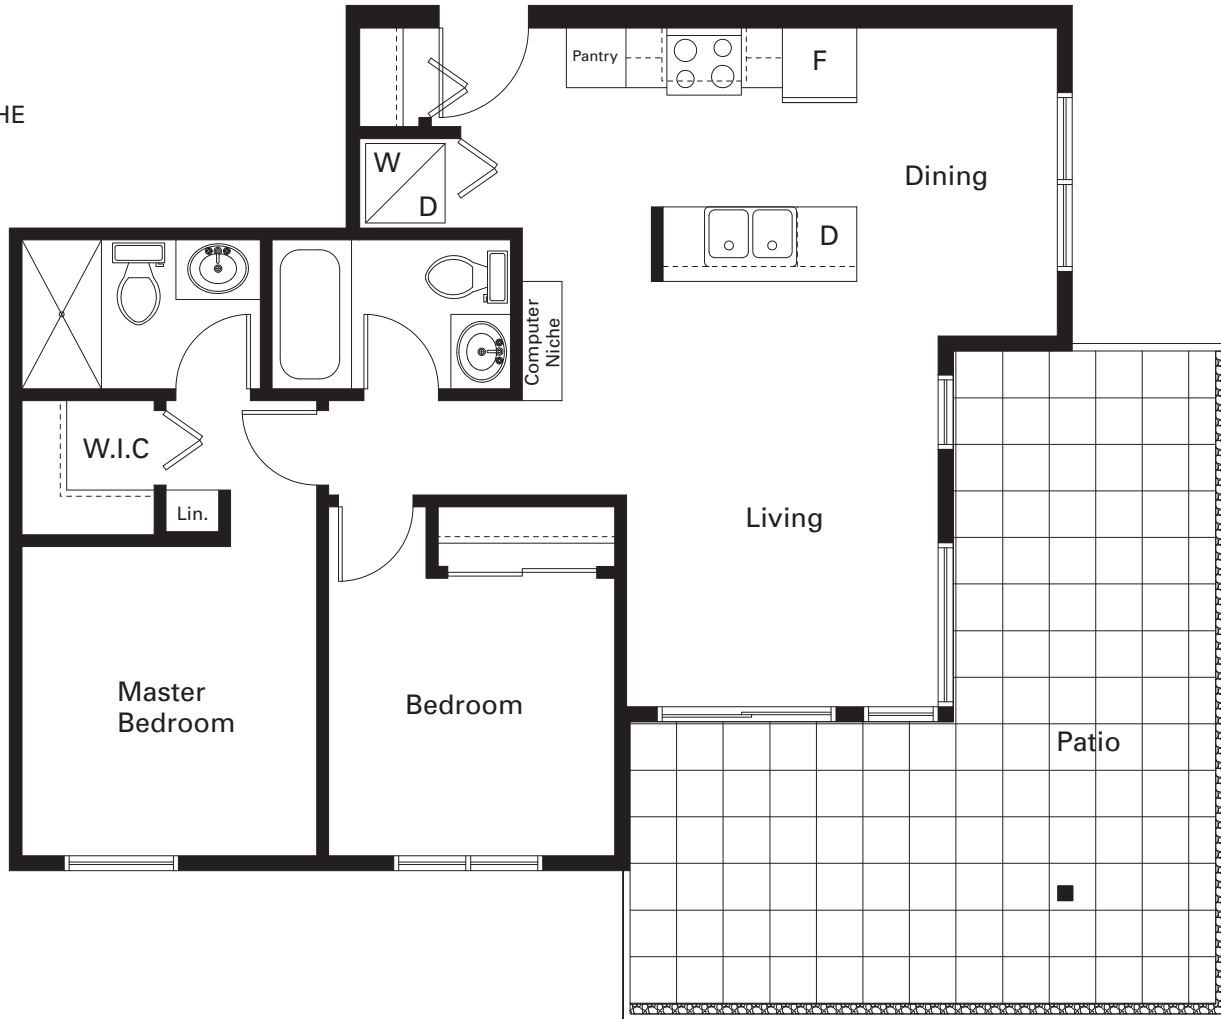 HE
Pantry
F
W
D
Dining
D
Computer
Niche
W.I.C
Lin.
Living
Master
Bedroom
Bedroom
Patio